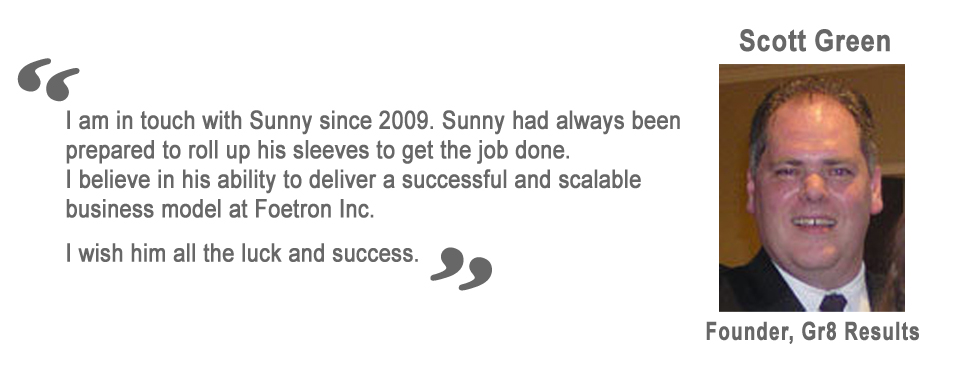 Scott Green
“
I am in touch with Sunny since 2009. Sunny had always been
prepared to roll up his sleeves to get the job done.
I believe in his ability to deliver a successful and scalable
business model at Foetron Inc.
I wish him all the luck and success. ”
Founder, Gr8 Results